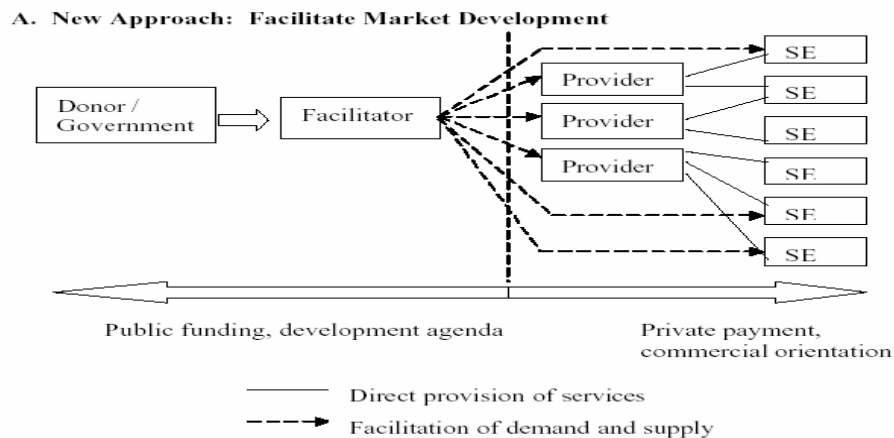 A. New Approach: Facilitate Market Development
Donor /
Government
Facilitator
Provider
Provider
Provider
SE
SE
SE
SE
SE
SE
Public funding, development agenda
Private payment,
commercial orientation
Direct provision of services
Facilitation of demand and supply